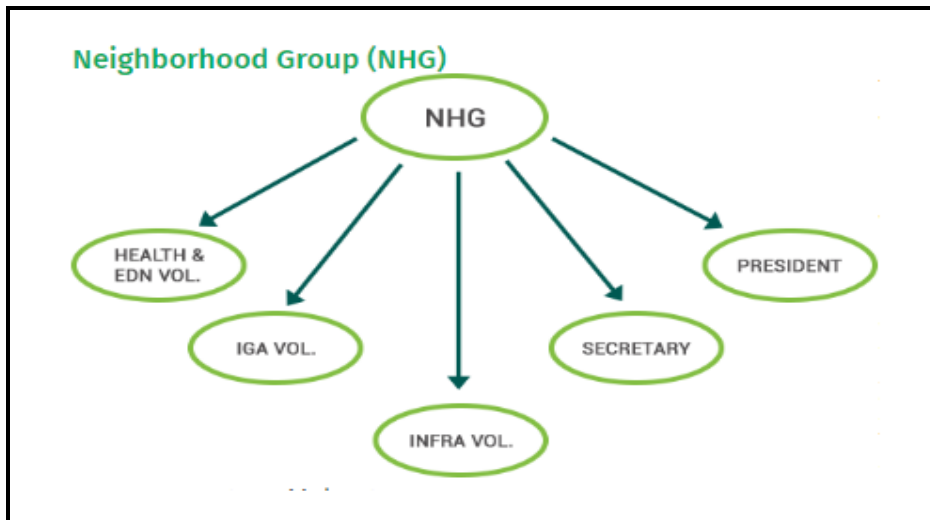 Neighborhood Group (NHG)
NHG
HEALTH &
EDN VOL.
PRESIDENT
IGA VOL.
SECRETARY
INFRA VOL.